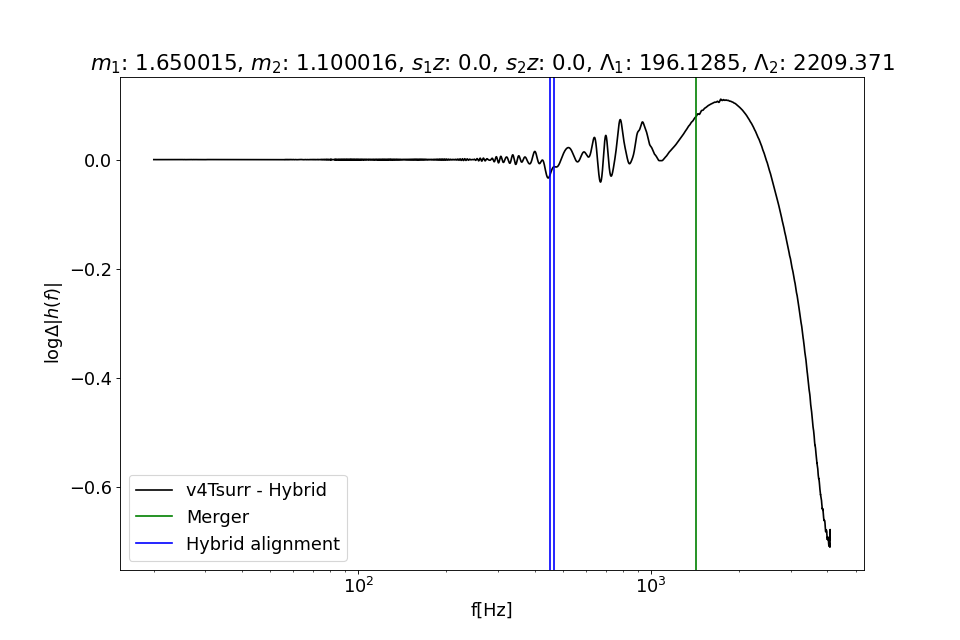 m₁: 1.650015, m₂: 1.100016, s₁z: 0.0, s₂z: 0.0, Λ₁: 196.1285, Λ₂: 2209.371
0.0
−0.2
−0.4
−0.6
logΔ|h(f)|
v4Tsurr - Hybrid
Merger
Hybrid alignment
10² 10³
f[Hz]